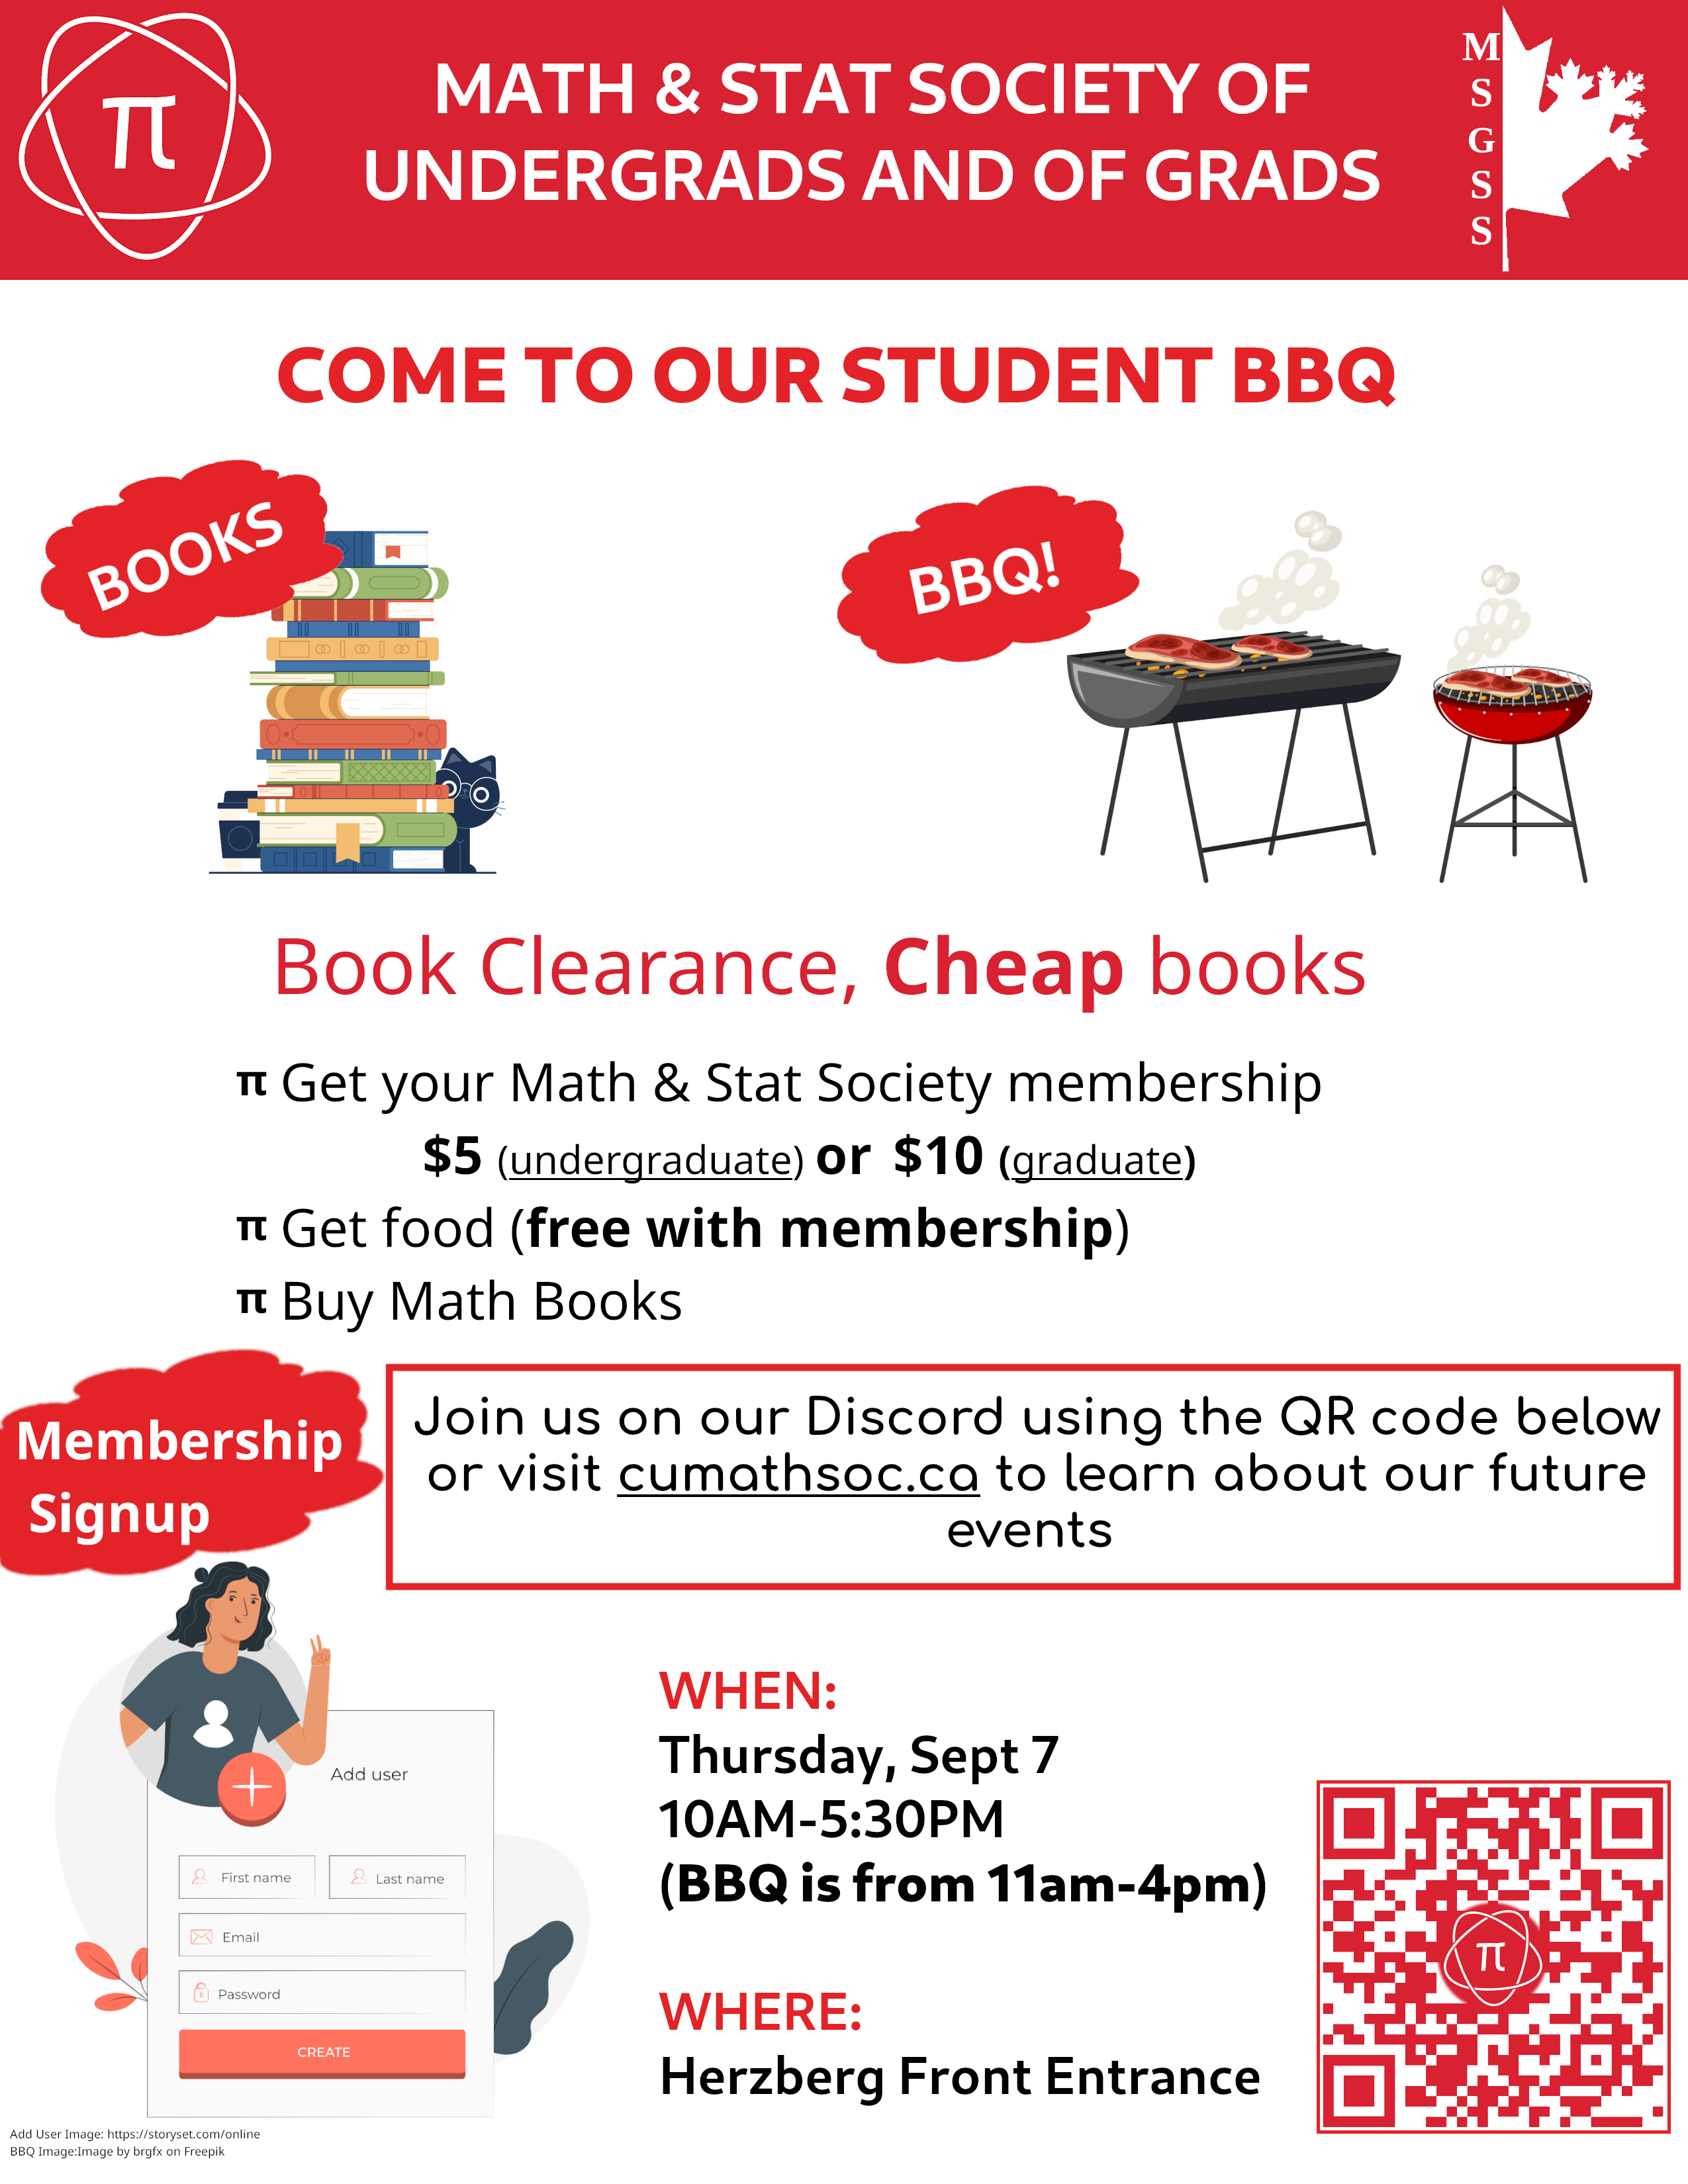 π
MATH & STAT SOCIETY OF
UNDERGRADS AND OF GRADS
M
S
G
S
S
COME TO OUR STUDENT BBQ
BOOKS
BBQ!
Book Clearance, Cheap books
π Get your Math & Stat Society membership
$5 (undergraduate) or $10 (graduate)
π Get food (free with membership)
π Buy Math Books
Membership
Signup
Join us on our Discord using the QR code below
or visit cumathsoc.ca to learn about our future
events
Add user
First name
Last name
Email
Password
CREATE
WHEN:
Thursday, Sept 7
10AM-5:30PM
(BBQ is from 11am-4pm)
WHERE:
Herzberg Front Entrance
π
Add User Image: https://storyset.com/online
BBQ Image:Image by brgfx on Freepik